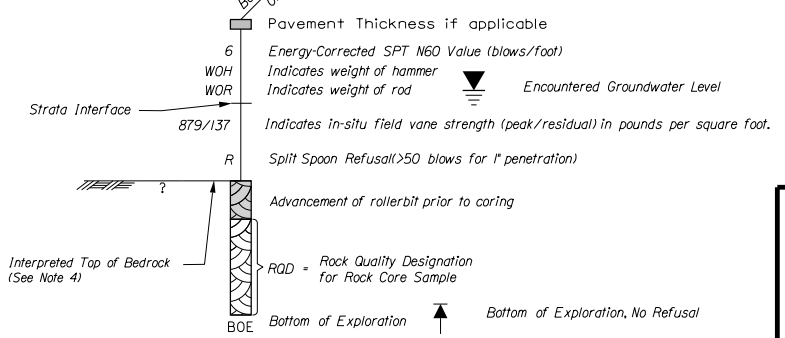 Pavement Thickness if applicable
6 Energy-Corrected SPT N60 Value (blows/foot)
WOH Indicates weight of hammer
WOR Indicates weight of rod
Encountered Groundwater Level
Strata Interface
879/137 Indicates in-situ field vane strength (peak/residual) in pounds per square foot.
R Split Spoon Refusal(>50 blows for 1" penetration)
?
Advancement of rollerbit prior to coring
Interpreted Top of Bedrock
(See Note 4)
RQD = Rock Quality Designation
for Rock Core Sample
BOE Bottom of Exploration
Bottom of Exploration, No Refusal